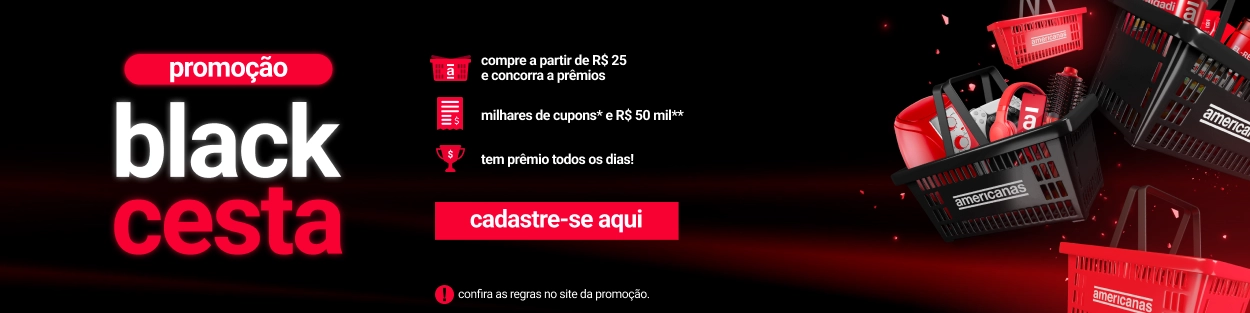 promoção
black
cesta
compre a partir de R$ 25
e concorra a prêmios
milhares de cupons* e R$ 50 mil**
tem prêmio todos os dias!
cadastre-se aqui
confira as regras no site da promoção.
americanas
americanas
americanas
americanas